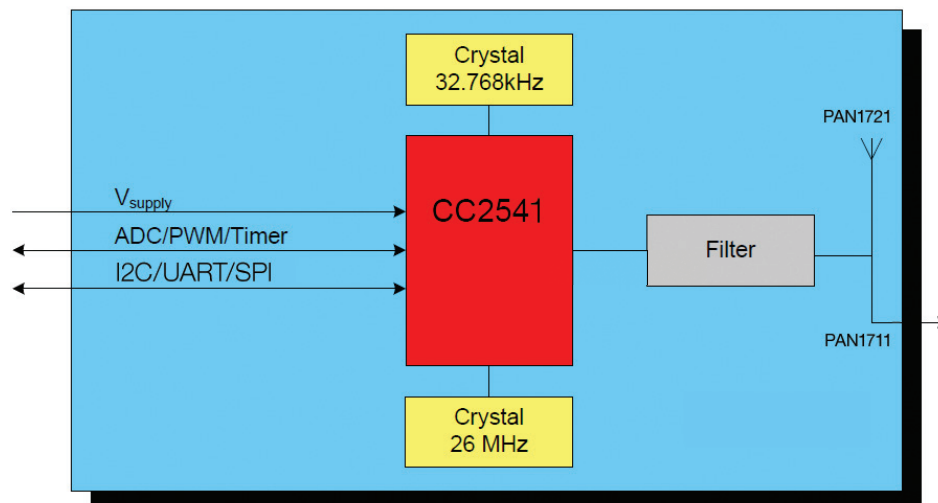 Crystal
32.768kHz
PAN1721
Vsupply
CC2541
ADC/PWM/Timer
Filter
I2C/UART/SPI
PAN1711
Crystal
26 MHz